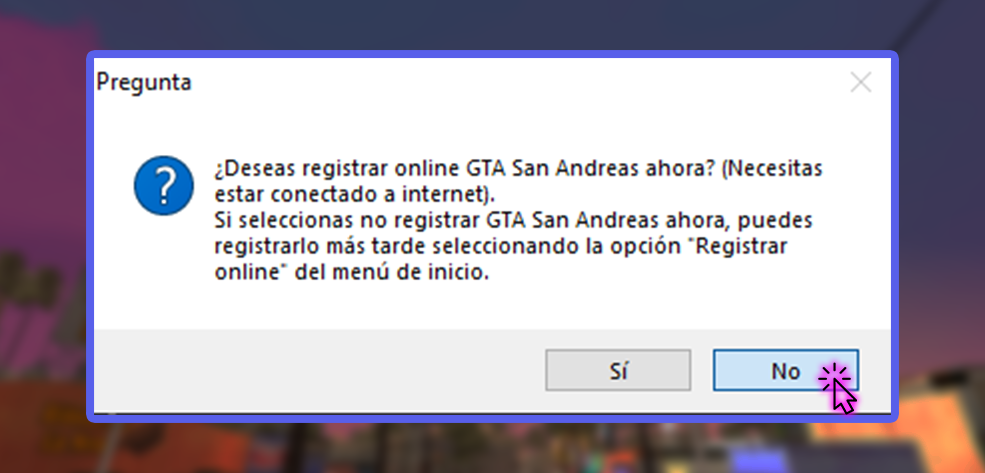 Pregunta
?
¿Deseas registrar online GTA San Andreas ahora? (Necesitas
estar conectado a internet).
Si seleccionas no registrar GTA San Andreas ahora, puedes
registrarlo más tarde seleccionando la opción "Registrar
online" del menú de inicio.
Sí No